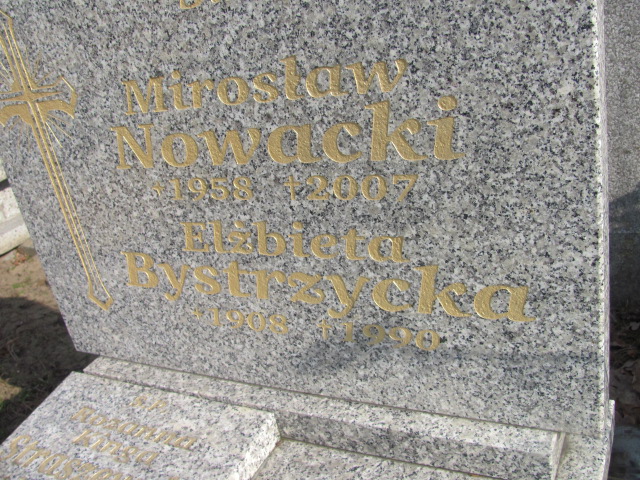 Mirosław
Nowacki
*1958 †2007
Elżbieta
Bystrzycka
*1908 †1990